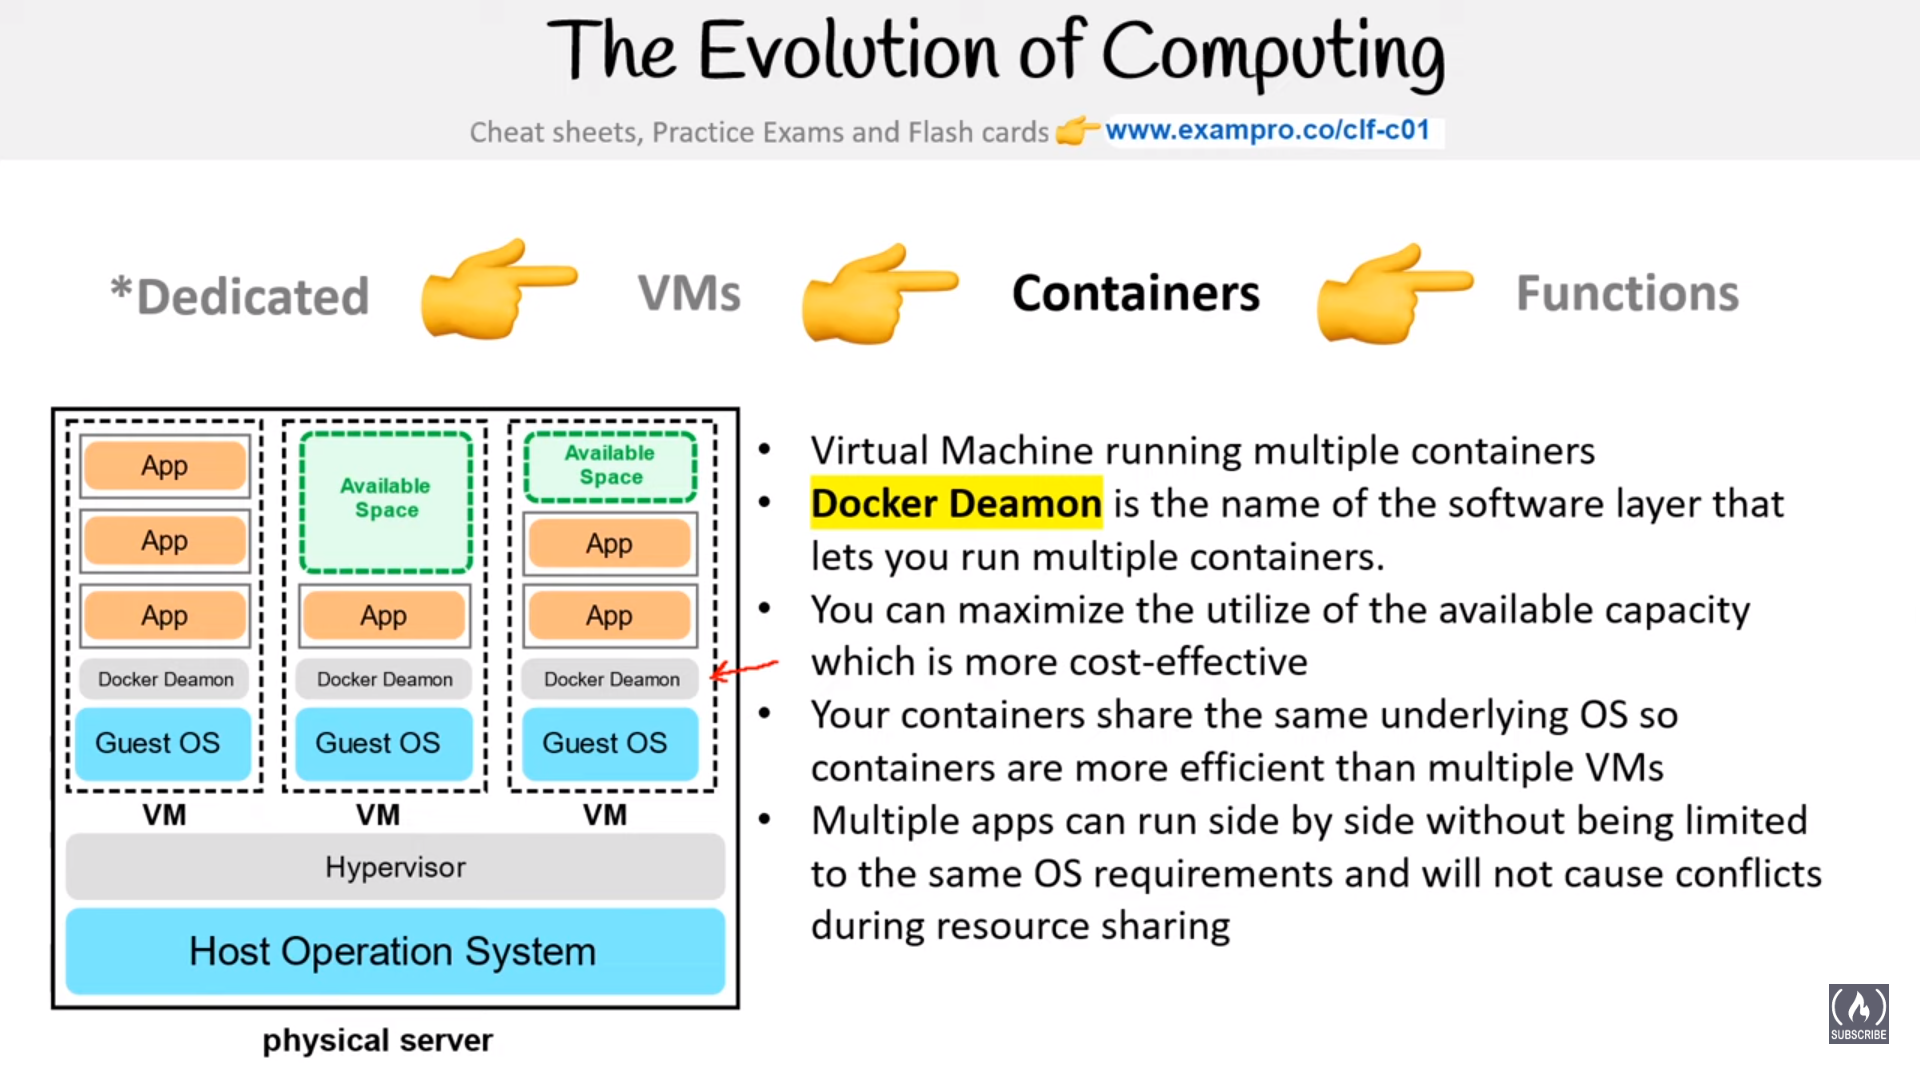 The Evolution of Computing
Cheat sheets, Practice Exams and Flash cards www.exampro.co/clf-c01
*Dedicated VMs Containers Functions
App
App
App
Docker Deamon
Guest OS
VM
Available
Space
App
Docker Deamon
Guest OS
VM
Available
Space
App
App
Docker Deamon
Guest OS
VM
Hypervisor
Host Operation System
physical server
• Virtual Machine running multiple containers
• Docker Deamon is the name of the software layer that
lets you run multiple containers.
• You can maximize the utilize of the available capacity
which is more cost-effective
• Your containers share the same underlying OS so
containers are more efficient than multiple VMs
• Multiple apps can run side by side without being limited
to the same OS requirements and will not cause conflicts
during resource sharing
SUBSCRIBE